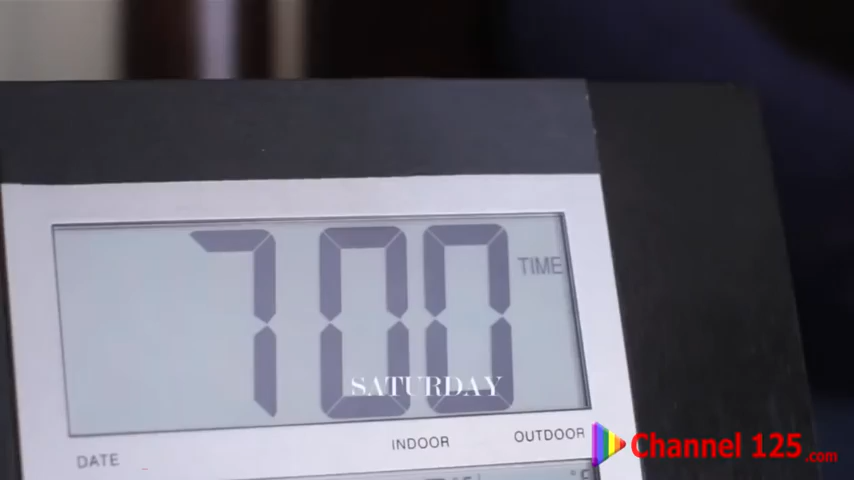 700
TIME
SATURDAY
DATE
INDOOR
OUTDOOR
Channel 125.com